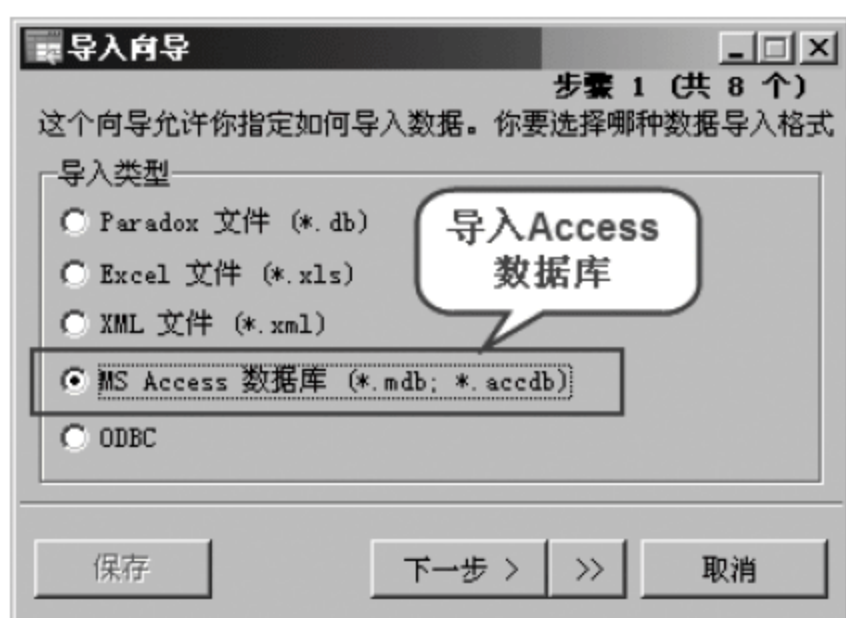 导入向导
步骤 1 (共 8 个)
这个向导允许你指定如何导入数据。你要选择哪种数据导入格式
导入类型
Paradox 文件 (*.db)
Excel 文件 (*.xls)
XML 文件 (*.xml)
MS Access 数据库 (*.mdb; *.accdb)
ODBC
导入Access
数据库
保存
下一步 >
>>
取消